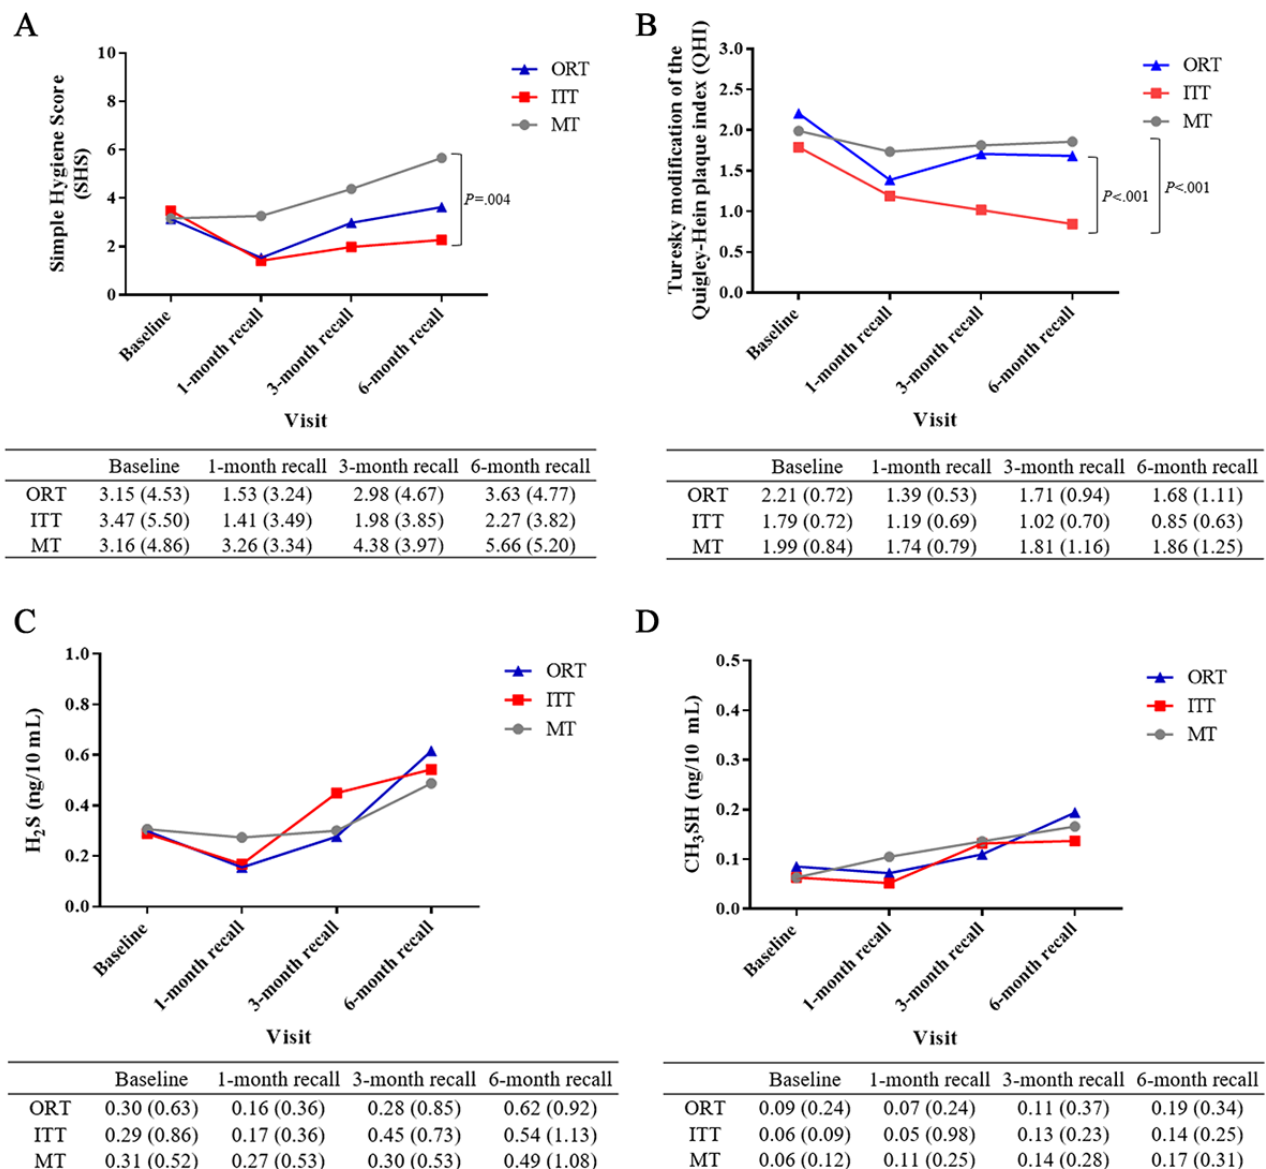 A
Simple Hygiene Score
(SHS)
10
8
6
4
2
0
ORT
ITT
MT
P=.004
Baseline
1-month recall
3-month recall
6-month recall
Visit
Baseline 1-month recall 3-month recall 6-month recall
ORT 3.15 (4.53) 1.53 (3.24) 2.98 (4.67) 3.63 (4.77)
ITT 3.47 (5.50) 1.41 (3.49) 1.98 (3.85) 2.27 (3.82)
MT 3.16 (4.86) 3.26 (3.34) 4.38 (3.97) 5.66 (5.20)
B
Turesky modification of the
Quigley-Hein plaque index (QHI)
3.0
2.5
2.0
1.5
1.0
0.5
0.0
ORT
ITT
MT
P<.001
P<.001
Baseline
1-month recall
3-month recall
6-month recall
Visit
Baseline 1-month recall 3-month recall 6-month recall
ORT 2.21 (0.72) 1.39 (0.53) 1.71 (0.94) 1.68 (1.11)
ITT 1.79 (0.72) 1.19 (0.69) 1.02 (0.70) 0.85 (0.63)
MT 1.99 (0.84) 1.74 (0.79) 1.81 (1.16) 1.86 (1.25)
C
H₂S (ng/10 mL)
1.0
0.8
0.6
0.4
0.2
0.0
ORT
ITT
MT
Baseline
1-month recall
3-month recall
6-month recall
Visit
Baseline 1-month recall 3-month recall 6-month recall
ORT 0.30 (0.63) 0.16 (0.36) 0.28 (0.85) 0.62 (0.92)
ITT 0.29 (0.86) 0.17 (0.36) 0.45 (0.73) 0.54 (1.13)
MT 0.31 (0.52) 0.27 (0.53) 0.30 (0.53) 0.49 (1.08)
D
CH₃SH (ng/10 mL)
0.5
0.4
0.3
0.2
0.1
0.0
ORT
ITT
MT
Baseline
1-month recall
3-month recall
6-month recall
Visit
Baseline 1-month recall 3-month recall 6-month recall
ORT 0.09 (0.24) 0.07 (0.24) 0.11 (0.37) 0.19 (0.34)
ITT 0.06 (0.09) 0.05 (0.98) 0.13 (0.23) 0.14 (0.25)
MT 0.06 (0.12) 0.11 (0.25) 0.14 (0.28) 0.17 (0.31)